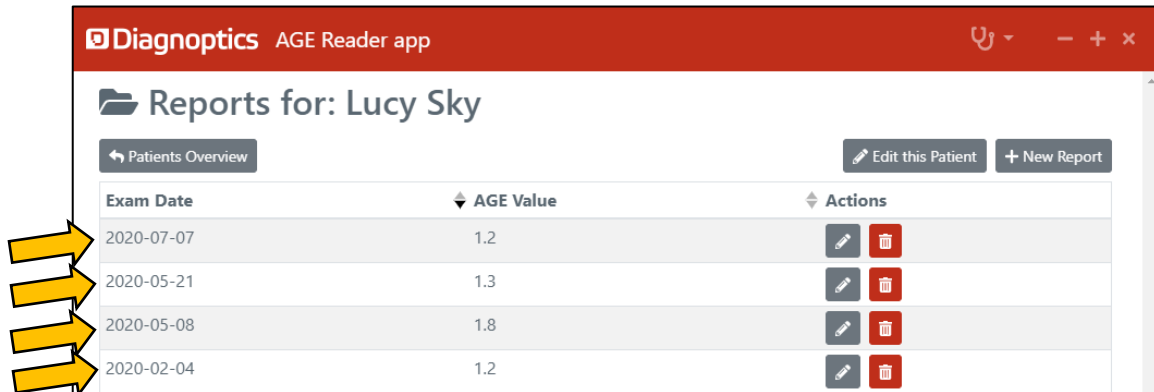 Diagnoptics AGE Reader app
Reports for: Lucy Sky
Patients Overview Edit this Patient + New Report
Exam Date AGE Value Actions
2020-07-07 1.2
2020-05-21 1.3
2020-05-08 1.8
2020-02-04 1.2